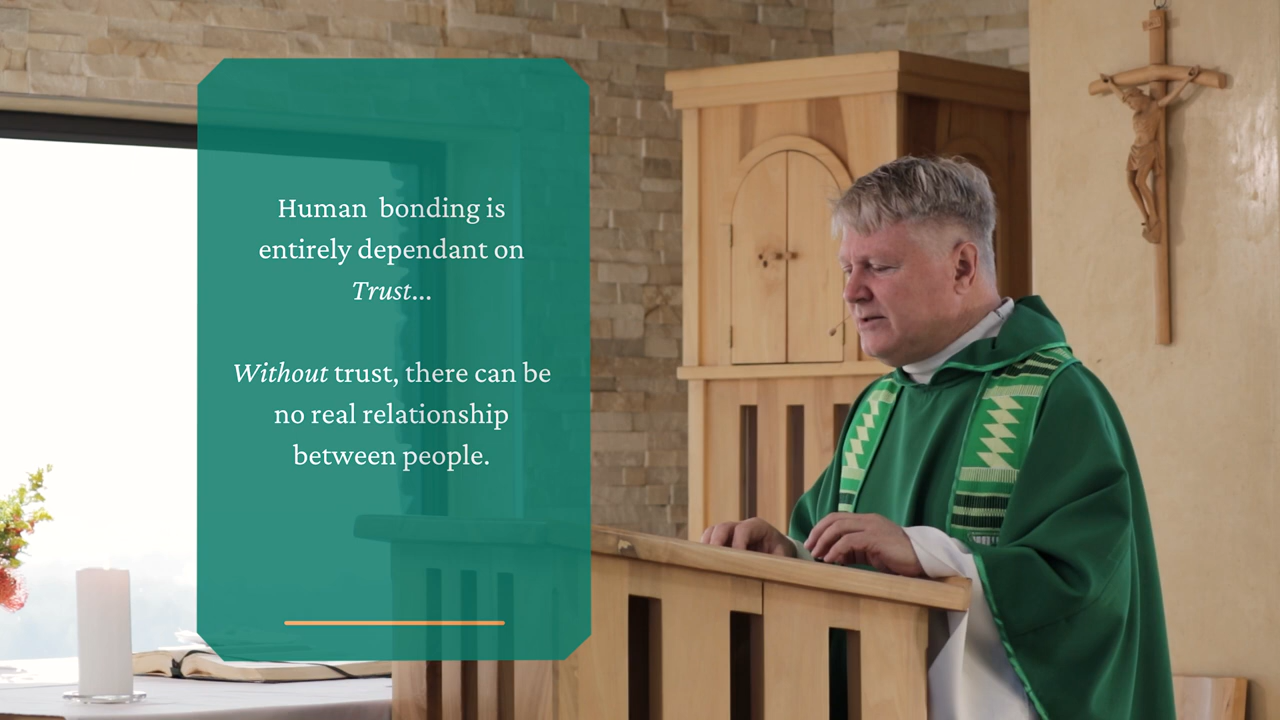 Human  bonding is
entirely dependant on
Trust...
Without trust, there can be
no real relationship
between people.